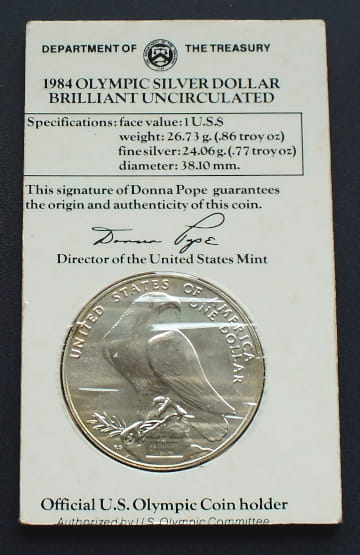 DEPARTMENT OF THE TREASURY
1984 OLYMPIC SILVER DOLLAR
BRILLIANT UNCIRCULATED
Specifications: face value: 1 U.S.$
weight: 26.73 g. (.86 troy oz)
fine silver: 24.06 g. (.77 troy oz)
diameter: 38.10 mm.
This signature of Donna Pope guarantees
the origin and authenticity of this coin.
Donna Pope
Director of the United States Mint
UNITED STATES OF AMERICA
ONE DOLLAR
Official U.S. Olympic Coin holder
Authorized by U.S. Olympic Committee